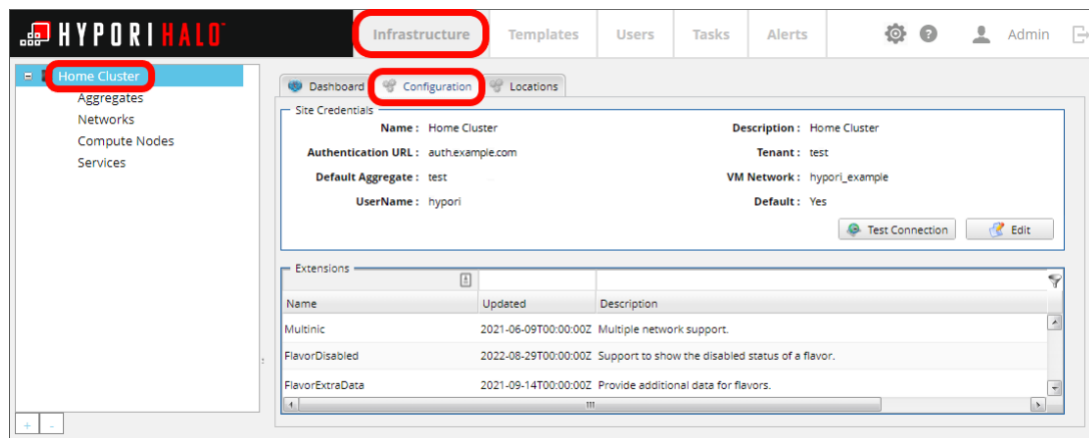 HYPORI HALO
Infrastructure Templates Users Tasks Alerts Admin
Home Cluster
Aggregates
Networks
Compute Nodes
Services
Dashboard Configuration Locations
Site Credentials
Name : Home Cluster Description : Home Cluster
Authentication URL : auth.example.com Tenant : test
Default Aggregate : test VM Network : hypori_example
UserName : hypori Default : Yes
Test Connection Edit
Extensions
Name Updated Description
Multinic 2021-06-09T00:00:00Z Multiple network support.
FlavorDisabled 2022-08-29T00:00:00Z Support to show the disabled status of a flavor.
FlavorExtraData 2021-09-14T00:00:00Z Provide additional data for flavors.
+ -